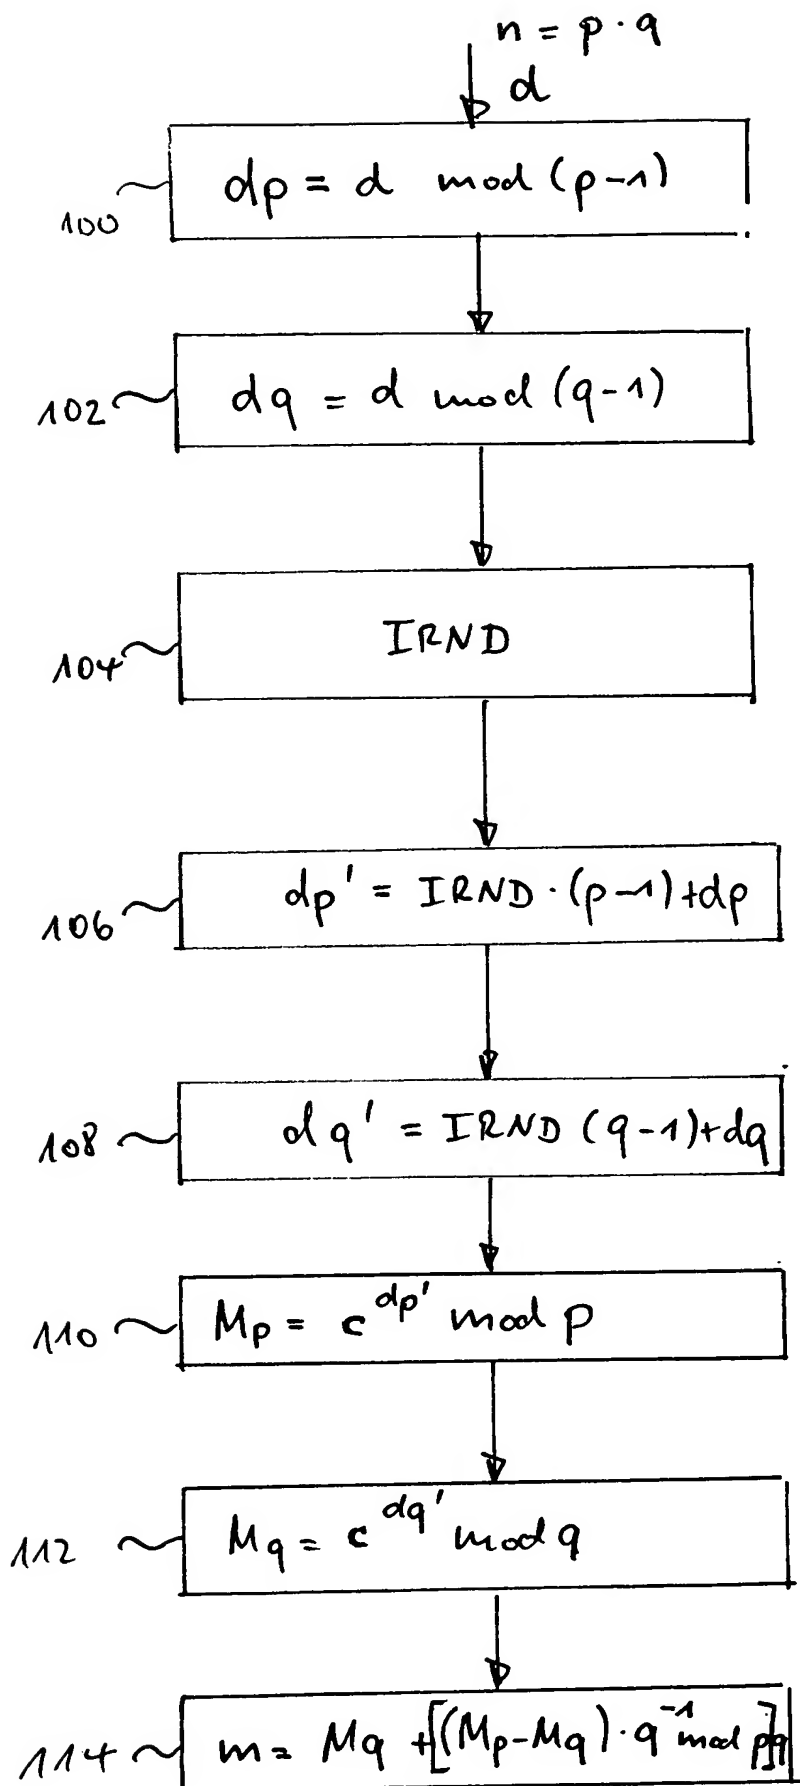 n = p · q
d
100 dp = d mod (p-1)
102 dq = d mod (q-1)
104 IRND
106 dp' = IRND · (p-1)+dp
108 dq' = IRND (q-1)+dq
110 Mp = c^dp' mod p
112 Mq = c^dq' mod q
114 m = Mq +[(Mp-Mq) · q^-1 mod p]q